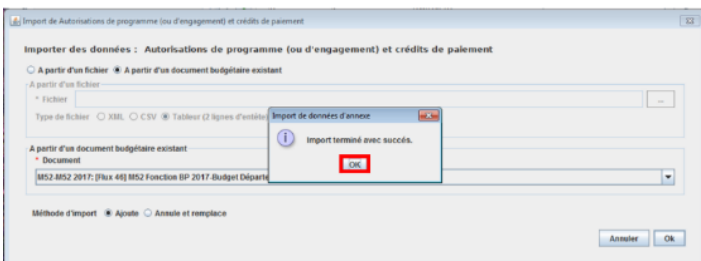 Import de Autorisations de programme (ou d'engagement) et crédits de paiement
Importer des données : Autorisations de programme (ou d'engagement) et crédits de paiement
A partir d'un fichier A partir d'un document budgétaire existant
A partir d'un fichier
* Fichier ...
Type de fichier XML CSV Tableur (2 lignes d'entête)
Import de données d'annexe
Import terminé avec succés.
OK
A partir d'un document budgétaire existant
* Document
M52-M52 2017: [Flux 46] M52 Fonction BP 2017-Budget Départe
Méthode d'import Ajoute Annule et remplace
Annuler Ok